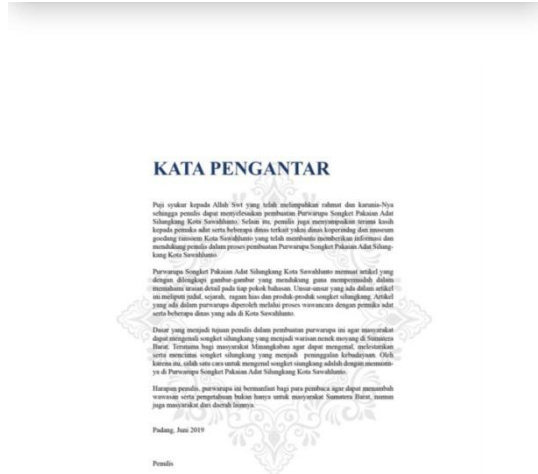 KATA PENGANTAR
Puji syukur kepada Allah Swt yang telah melimpahkan rahmat dan karunia-Nya
sehingga penulis dapat menyelesaikan pembuatan Purwarupa Songket Pakaian Adat
Silungkang Kota Sawahlunto. Selain itu, penulis juga menyampaikan terima kasih
kepada pemuka adat serta beberapa dinas terkait yakni dinas koperindag dan museum
goedang ransoem Kota Sawahlunto yang telah membantu memberikan informasi dan
mendukung penulis dalam proses pembuatan Purwarupa Songket Pakaian Adat Silung-
kang Kota Sawahlunto.
Purwarupa Songket Pakaian Adat Silungkang Kota Sawahlunto memuat artikel yang
dengan dilengkapi gambar-gambar yang mendukung guna mempermudah dalam
memahami uraian detail pada tiap pokok bahasan. Unsur-unsur yang ada dalam artikel
ini meliputi judul, sejarah, ragam hias dan produk-produk songket silungkang. Artikel
yang ada dalam purwarupa diperoleh melalui proses wawancara dengan pemuka adat
serta beberapa dinas yang ada di Kota Sawahlunto.
Dasar yang menjadi tujuan penulis dalam pembuatan purwarupa ini agar masyarakat
dapat mengenali songket silungkang yang menjadi warisan nenek moyang di Sumatera
Barat. Terutama bagi masyarakat Minangkabau agar dapat mengenal, melestarikan
serta mencintai songket silungkang yang menjadi peninggalan kebudayaan. Oleh
karena itu, salah satu cara untuk mengenal songket siungkang adalah dengan
ya di Purwarupa Songket Pakaian Adat Silungkang Kota Sawahlunto.
Harapan penulis, purwarupa ini bermanfaat bagi para pembaca agar dapat menambah
wawasan serta pengetahuan bukan hanya untuk masyarakat Sumatera Barat, namun
juga masyarakat dari daerah lainnya.
Padang, Juni 2019
Penulis